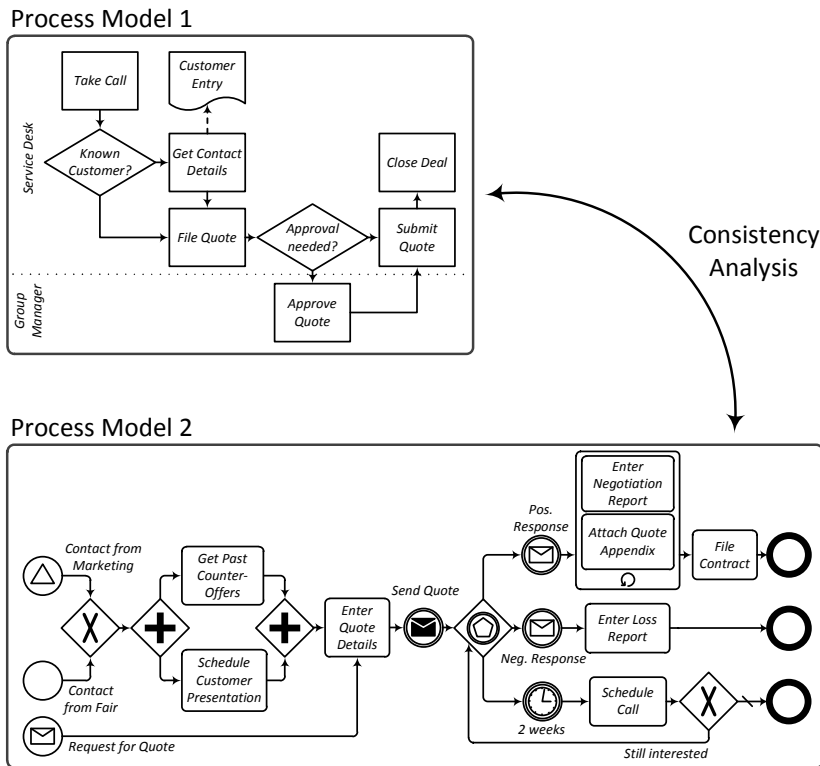 Process Model 1
Take Call
Customer
Entry
Service Desk
Known
Customer?
Get Contact
Details
Close Deal
File Quote
Approval
needed?
Submit
Quote
Group
Manager
Approve
Quote
Consistency
Analysis
Process Model 2
Contact from
Marketing
Get Past
Counter-
Offers
Contact
from Fair
Schedule
Customer
Presentation
Request for Quote
Enter
Quote
Details
Send Quote
Pos.
Response
Enter
Negotiation
Report
Attach Quote
Appendix
File
Contract
Neg. Response
Enter Loss
Report
2 weeks
Schedule
Call
Still interested